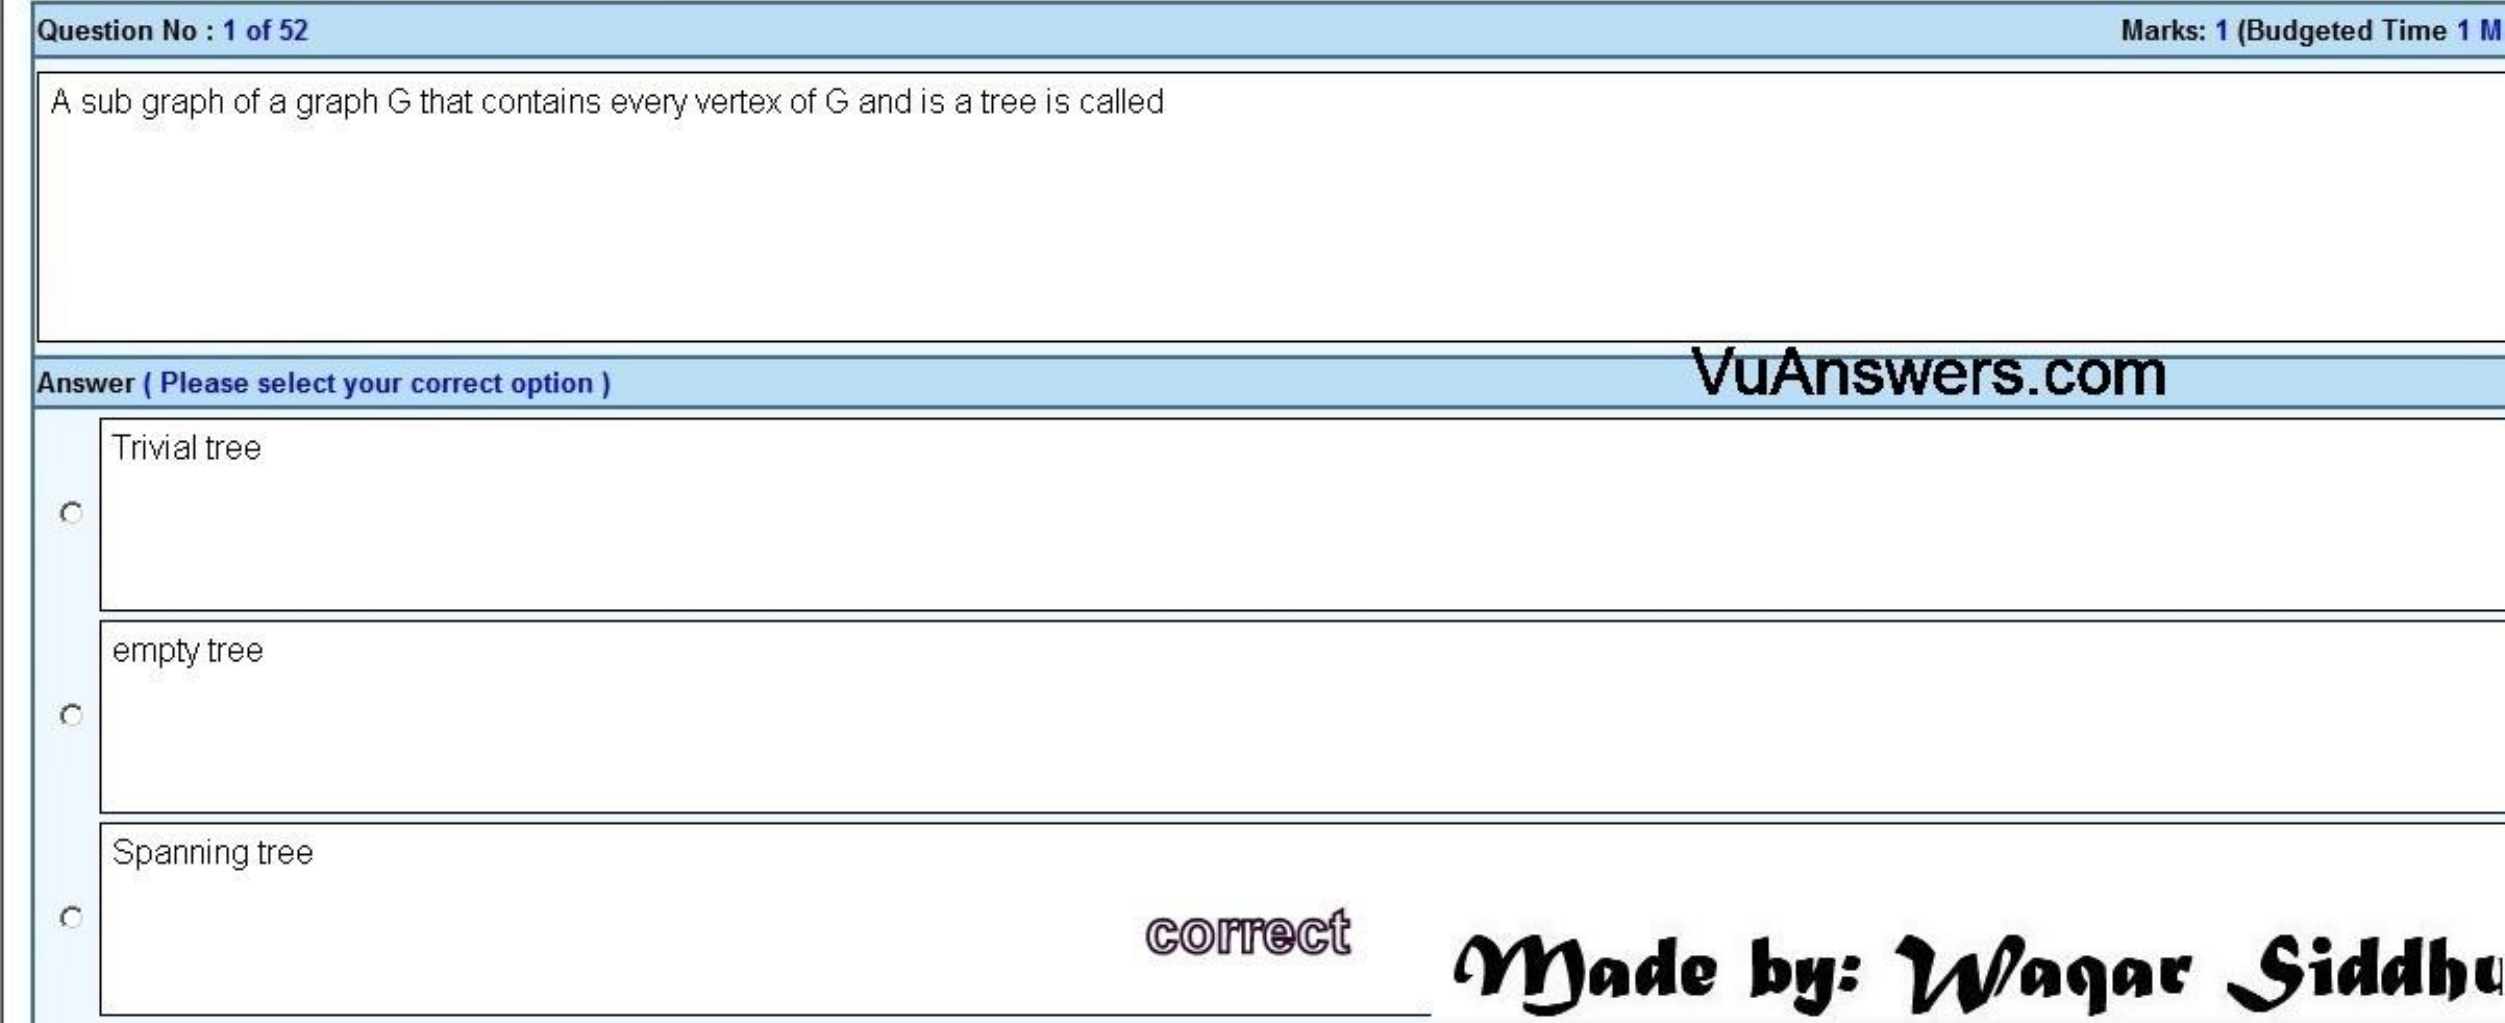 Question No : 1 of 52 Marks: 1 (Budgeted Time 1 M
A sub graph of a graph G that contains every vertex of G and is a tree is called
VuAnswers.com
Answer ( Please select your correct option )
Trivial tree
empty tree
Spanning tree
correct
Made by: Waqar Siddhu